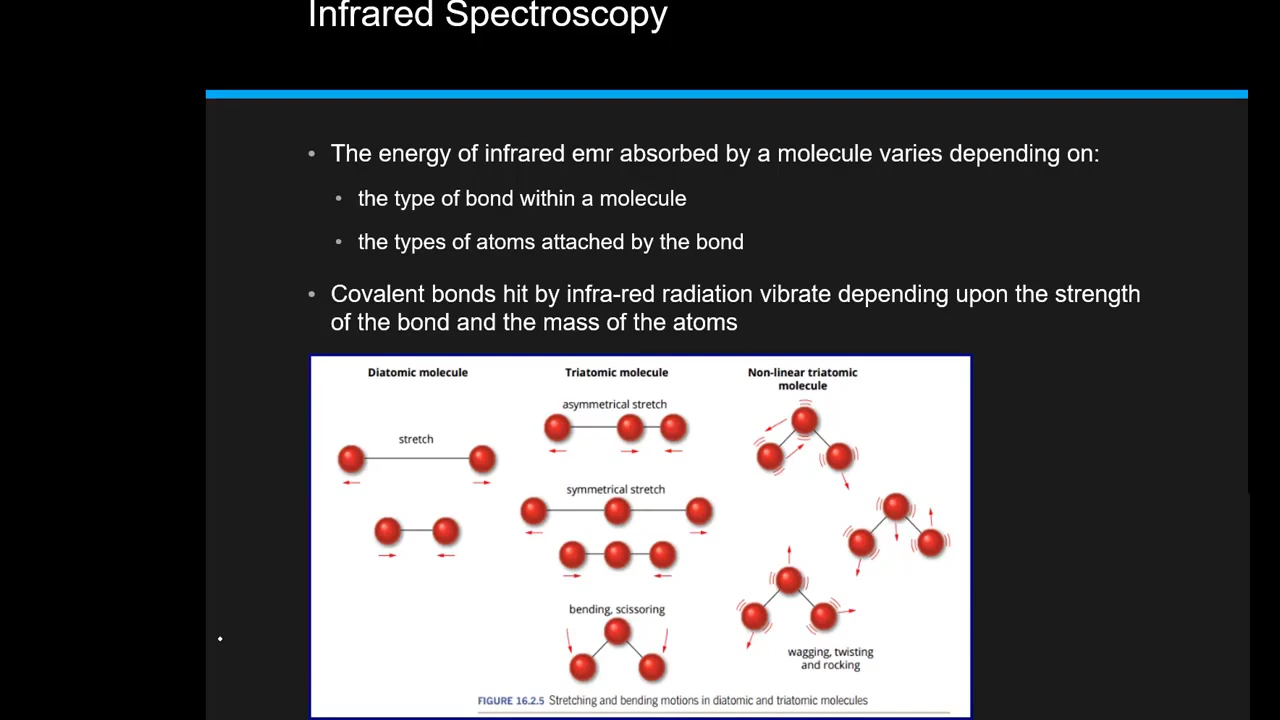 Infrared Spectroscopy
• The energy of infrared emr absorbed by a molecule varies depending on:
• the type of bond within a molecule
• the types of atoms attached by the bond
• Covalent bonds hit by infra-red radiation vibrate depending upon the strength
of the bond and the mass of the atoms
Diatomic molecule
stretch
Triatomic molecule
asymmetrical stretch
symmetrical stretch
bending, scissoring
Non-linear triatomic
molecule
wagging, twisting
and rocking
FIGURE 16.2.5 Stretching and bending motions in diatomic and triatomic molecules